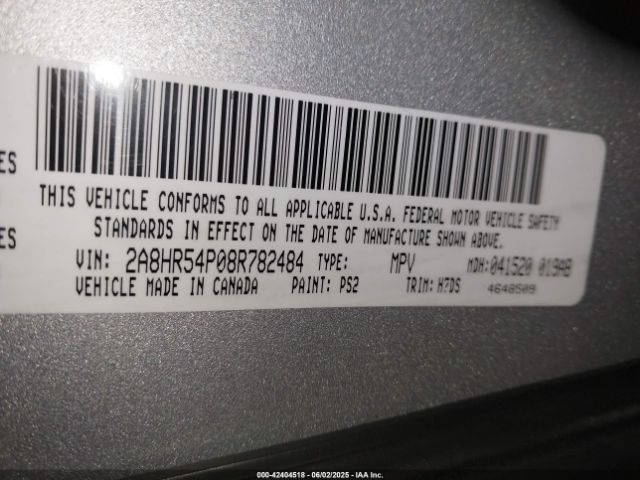 ES
ES
THIS VEHICLE CONFORMS TO ALL APPLICABLE U.S.A. FEDERAL MOTOR VEHICLE SAFETY
STANDARDS IN EFFECT ON THE DATE OF MANUFACTURE SHOWN ABOVE.
VIN: 2A8HR54P08R782484 TYPE: MPV MDH: 041520 019AB
VEHICLE MADE IN CANADA PAINT: PS2 TRIM: H7DS 4648509
000-42404518 | 06/02/2025 - IAA, Inc.